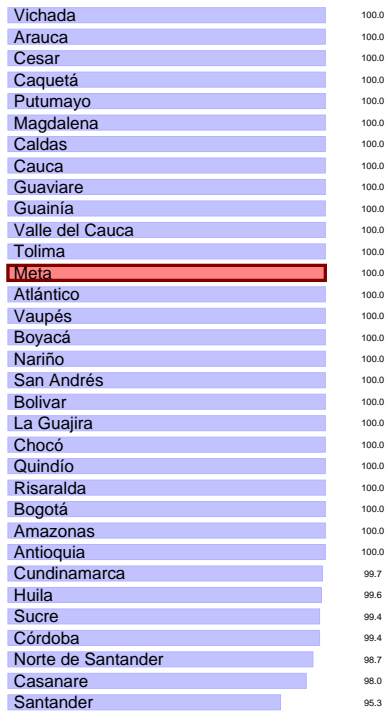 Vichada 100.0
Arauca 100.0
Cesar 100.0
Caquetá 100.0
Putumayo 100.0
Magdalena 100.0
Caldas 100.0
Cauca 100.0
Guaviare 100.0
Guainía 100.0
Valle del Cauca 100.0
Tolima 100.0
Meta 100.0
Atlántico 100.0
Vaupés 100.0
Boyacá 100.0
Nariño 100.0
San Andrés 100.0
Bolivar 100.0
La Guajira 100.0
Chocó 100.0
Quindío 100.0
Risaralda 100.0
Bogotá 100.0
Amazonas 100.0
Antioquia 100.0
Cundinamarca 99.7
Huila 99.6
Sucre 99.4
Córdoba 99.4
Norte de Santander 98.7
Casanare 98.0
Santander 95.3